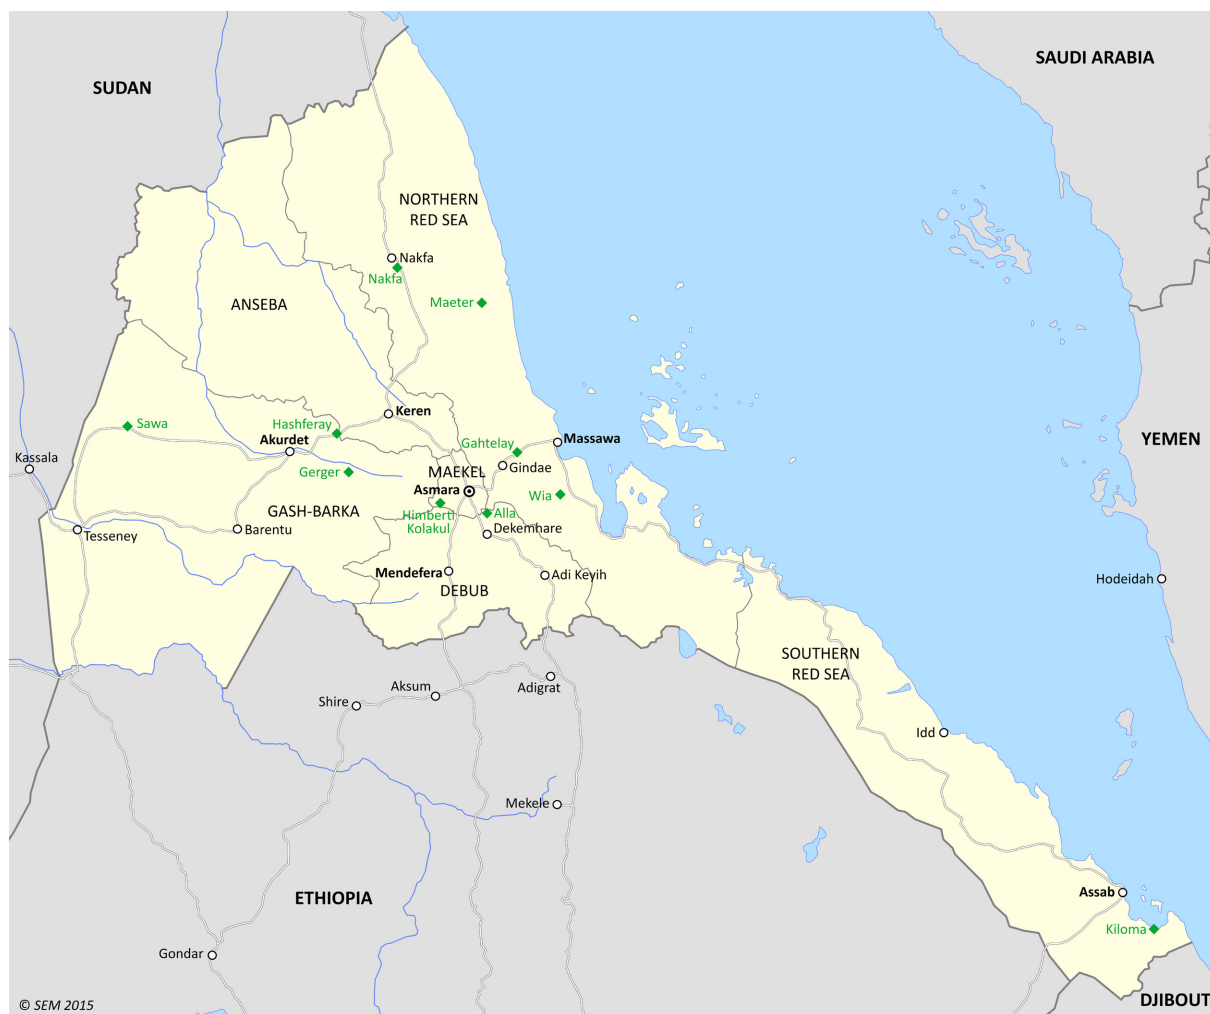 SAUDI ARABIA
SUDAN
NORTHERN
RED SEA
Nakfa
Nakfa
Maeter
ANSEBA
Keren
Sawa
Hashferay
Akurdet
Massawa
YEMEN
Gahtelay
Kassala
Gindae
Gerger
MAEKEL
Asmara
Wia
GASH-BARKA
Himberti
Kolakul
Alla
Barentu
Dekemhare
Tesseney
Mendefera
Adi Keyih
Hodeidah
DEBUB
SOUTHERN
RED SEA
Aksum
Adigrat
Shire
Idd
Mekele
Assab
ETHIOPIA
Kiloma
Gondar
© SEM 2015
DJIBOUT